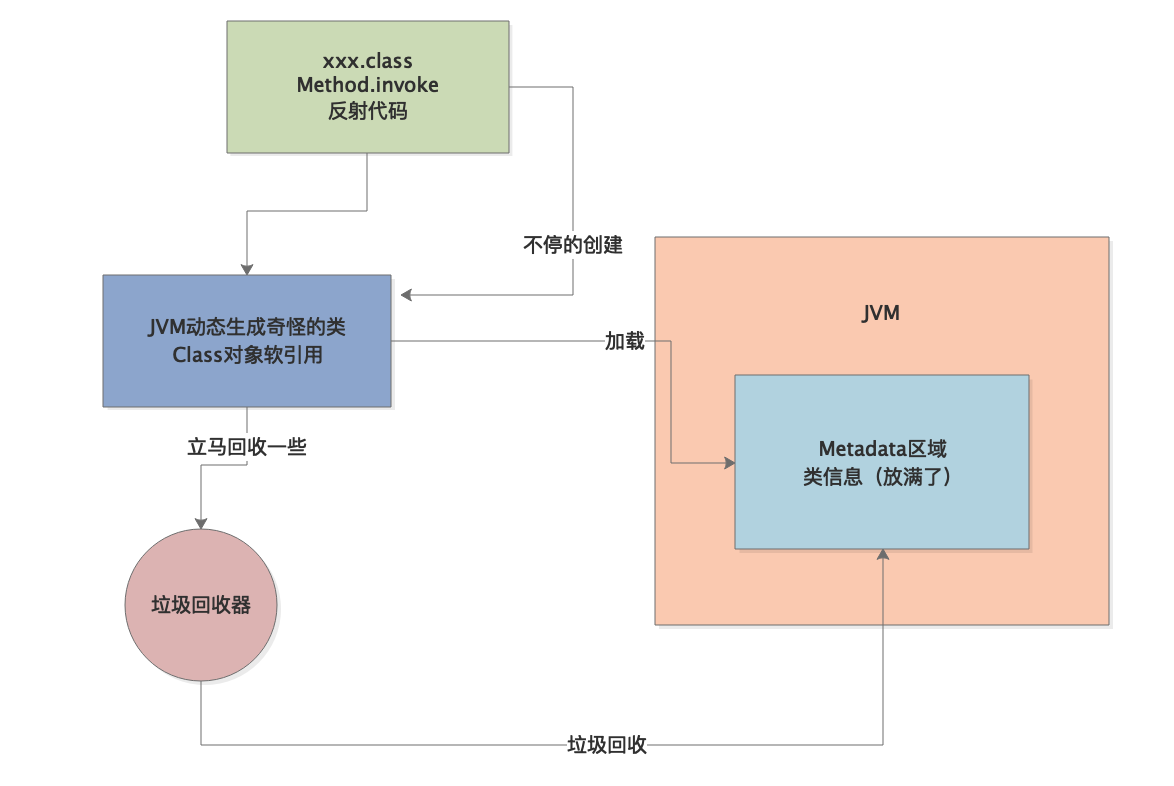 xxx.class
Method.invoke
反射代码
不停的创建
JVM动态生成奇怪的类
Class对象软引用
加载
JVM
Metadata区域
类信息（放满了）
立马回收一些
垃圾回收器
垃圾回收